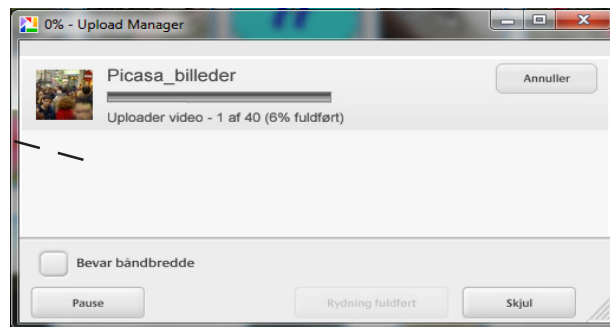 0% - Upload Manager
Picasa_billeder
Annuller
Uploader video - 1 af 40 (6% fuldført)
Bevar båndbredde
Pause
Rydning fuldført
Skjul